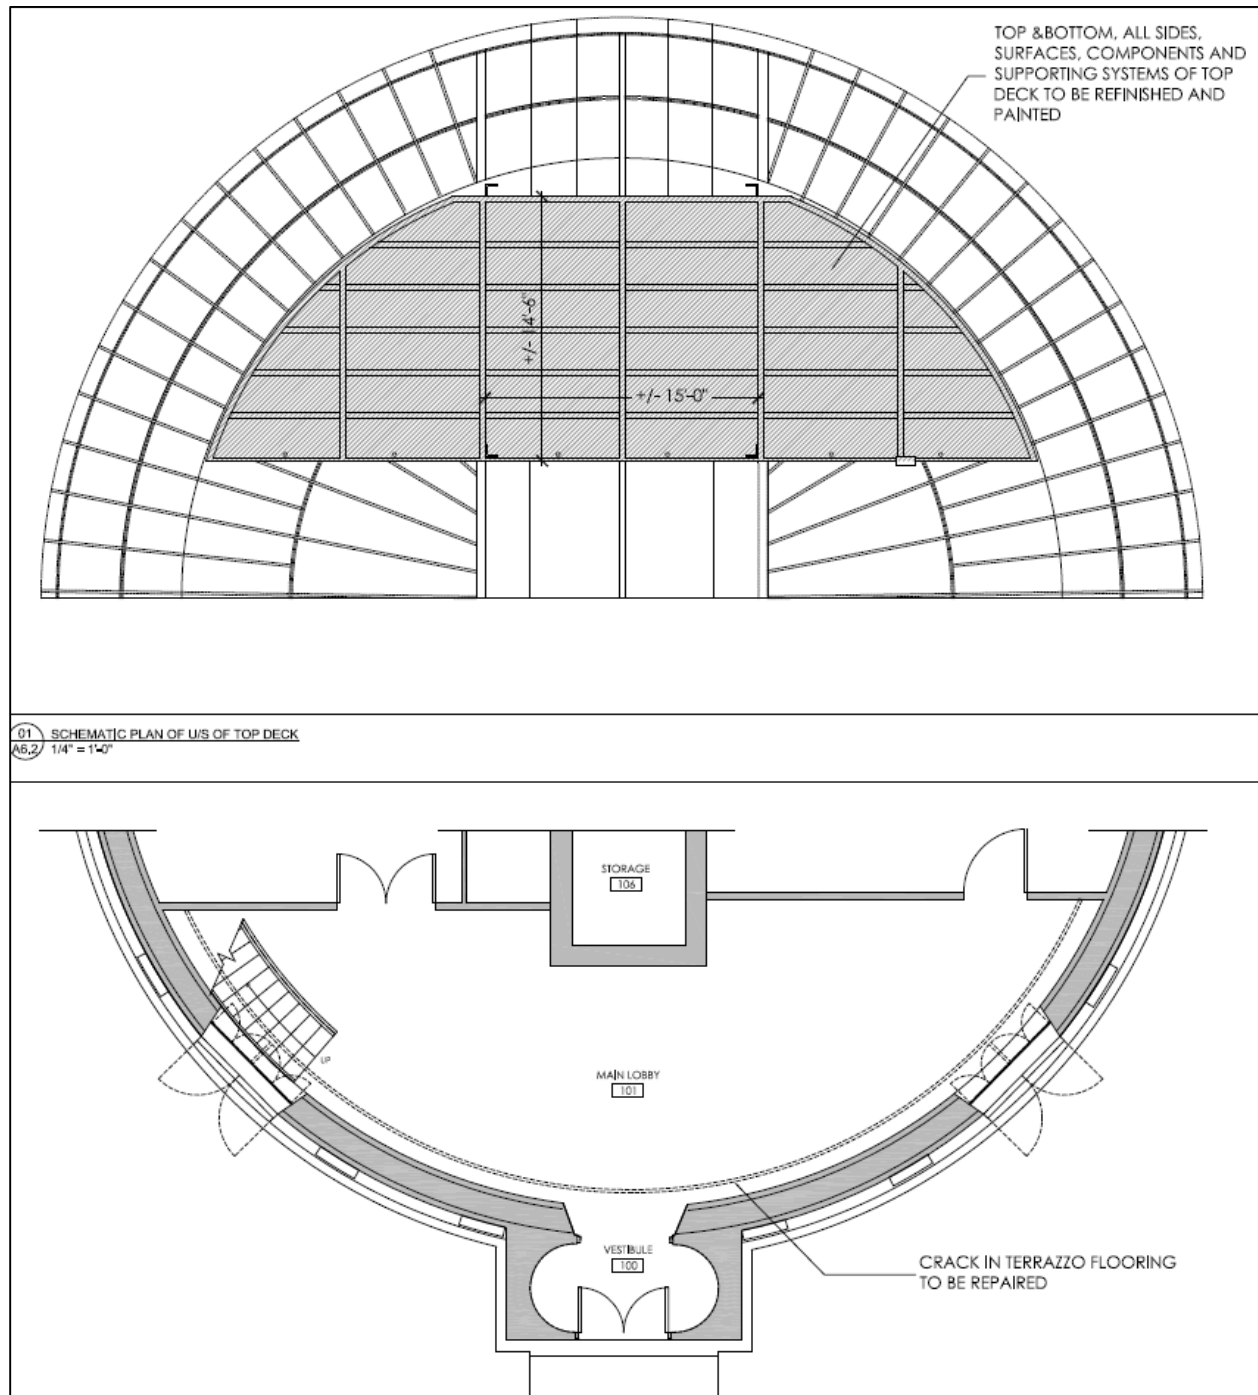 TOP &BOTTOM, ALL SIDES,
SURFACES, COMPONENTS AND
SUPPORTING SYSTEMS OF TOP
DECK TO BE REFINISHED AND
PAINTED
+/- 14'-6"
+/- 15'-0"
01
A6.2
SCHEMATIC PLAN OF U/S OF TOP DECK
1/4" = 1'-0"
STORAGE
106
UP
MAIN LOBBY
101
VESTIBULE
100
CRACK IN TERRAZZO FLOORING
TO BE REPAIRED